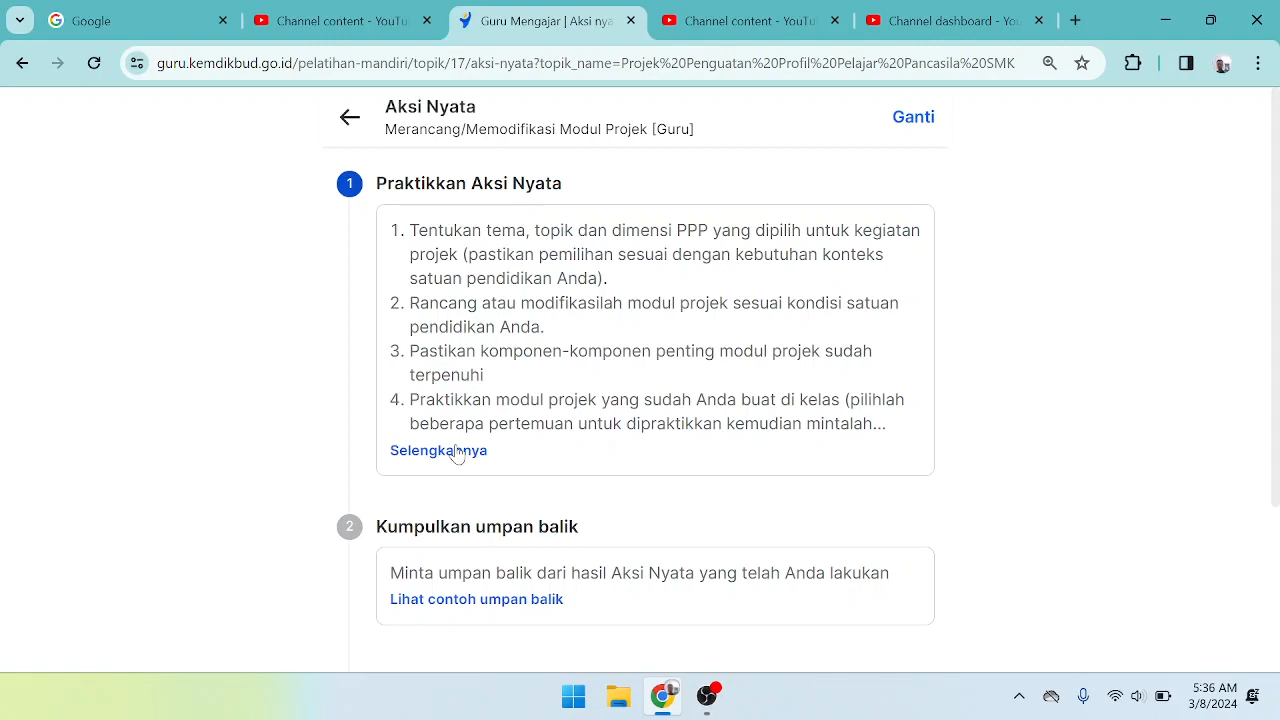 Google
Channel content - YouTu
Guru Mengajar | Aksi nya
Channel content - YouTu
Channel dashboard - You
guru.kemdikbud.go.id/pelatihan-mandiri/topik/17/aksi-nyata?topik_name=Projek%20Penguatan%20Profil%20Pelajar%20Pancasila%20SMK
Aksi Nyata
Merancang/Memodifikasi Modul Projek [Guru]
Ganti
1
Praktikkan Aksi Nyata
1. Tentukan tema, topik dan dimensi PPP yang dipilih untuk kegiatan
projek (pastikan pemilihan sesuai dengan kebutuhan konteks
satuan pendidikan Anda).
2. Rancang atau modifikasilah modul projek sesuai kondisi satuan
pendidikan Anda.
3. Pastikan komponen-komponen penting modul projek sudah
terpenuhi
4. Praktikkan modul projek yang sudah Anda buat di kelas (pilihlah
beberapa pertemuan untuk dipraktikkan kemudian mintalah...
Selengkapnya
2
Kumpulkan umpan balik
Minta umpan balik dari hasil Aksi Nyata yang telah Anda lakukan
Lihat contoh umpan balik
5:36 AM
3/8/2024